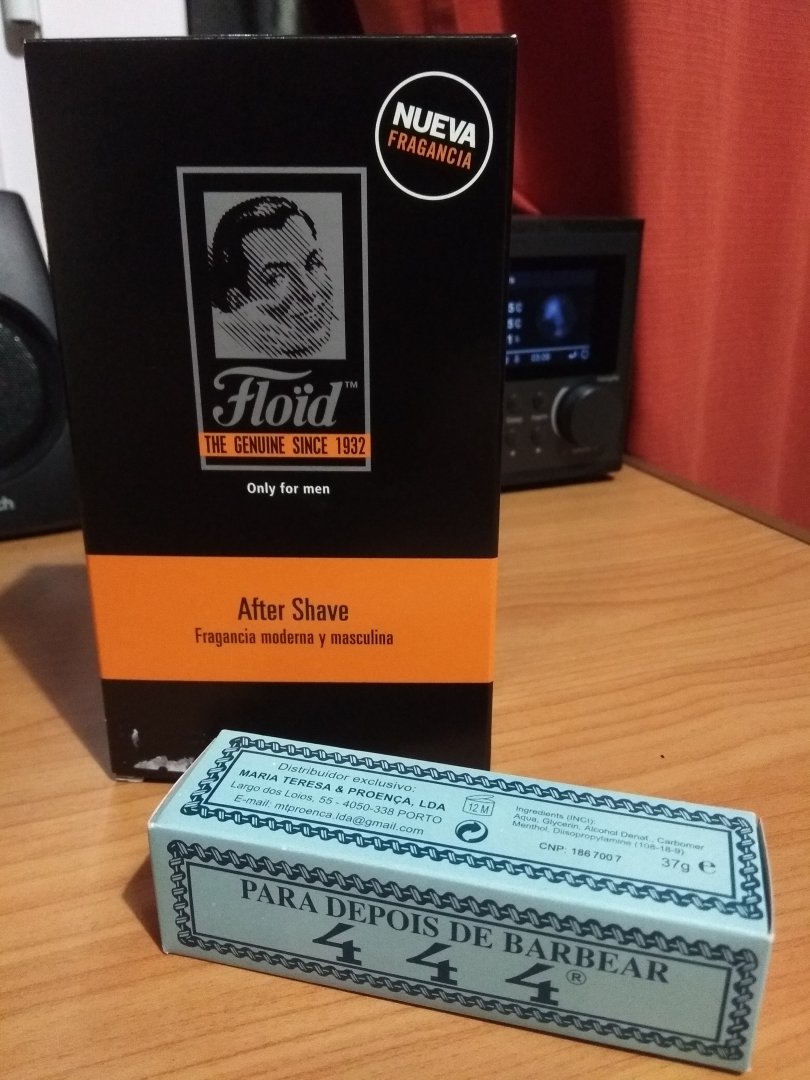 NUEVA
FRAGANCIA
Floïd™
THE GENUINE SINCE 1932
Only for men
After Shave
Fragancia moderna y masculina
Distribuidor exclusivo:
MARIA TERESA & PROENÇA, LDA
Largo dos Loios, 55 - 4050-338 PORTO
E-mail: mtproenca.lda@gmail.com
12 M
Ingredients (INCI):
Aqua, Glycerin, Alcohol Denat., Carbomer
Menthol, Diisopropylamine (108-18-9)
CNP: 186 700 7
37g ℮
PARA DEPOIS DE BARBEAR
4 4 4®